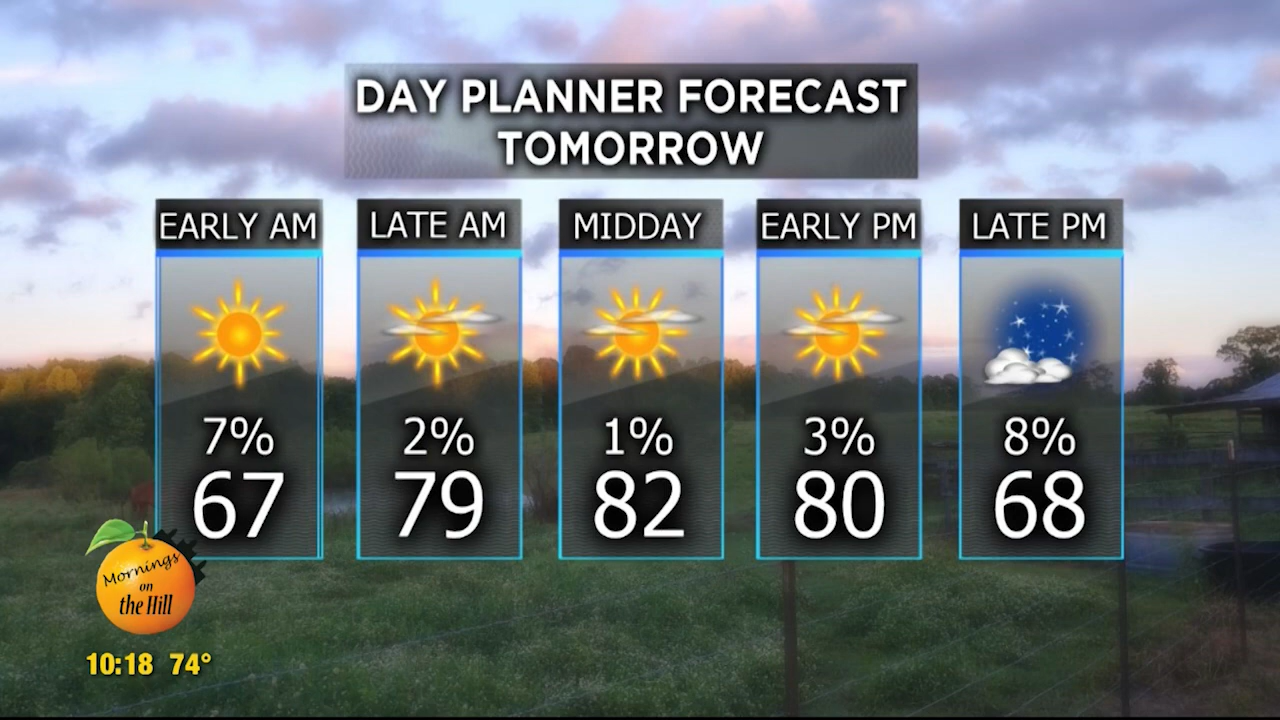 DAY PLANNER FORECAST
TOMORROW
EARLY AM
LATE AM
MIDDAY
EARLY PM
LATE PM
7%
2%
1%
3%
8%
67
79
82
80
68
Mornings
on
the Hill
10:18 74°